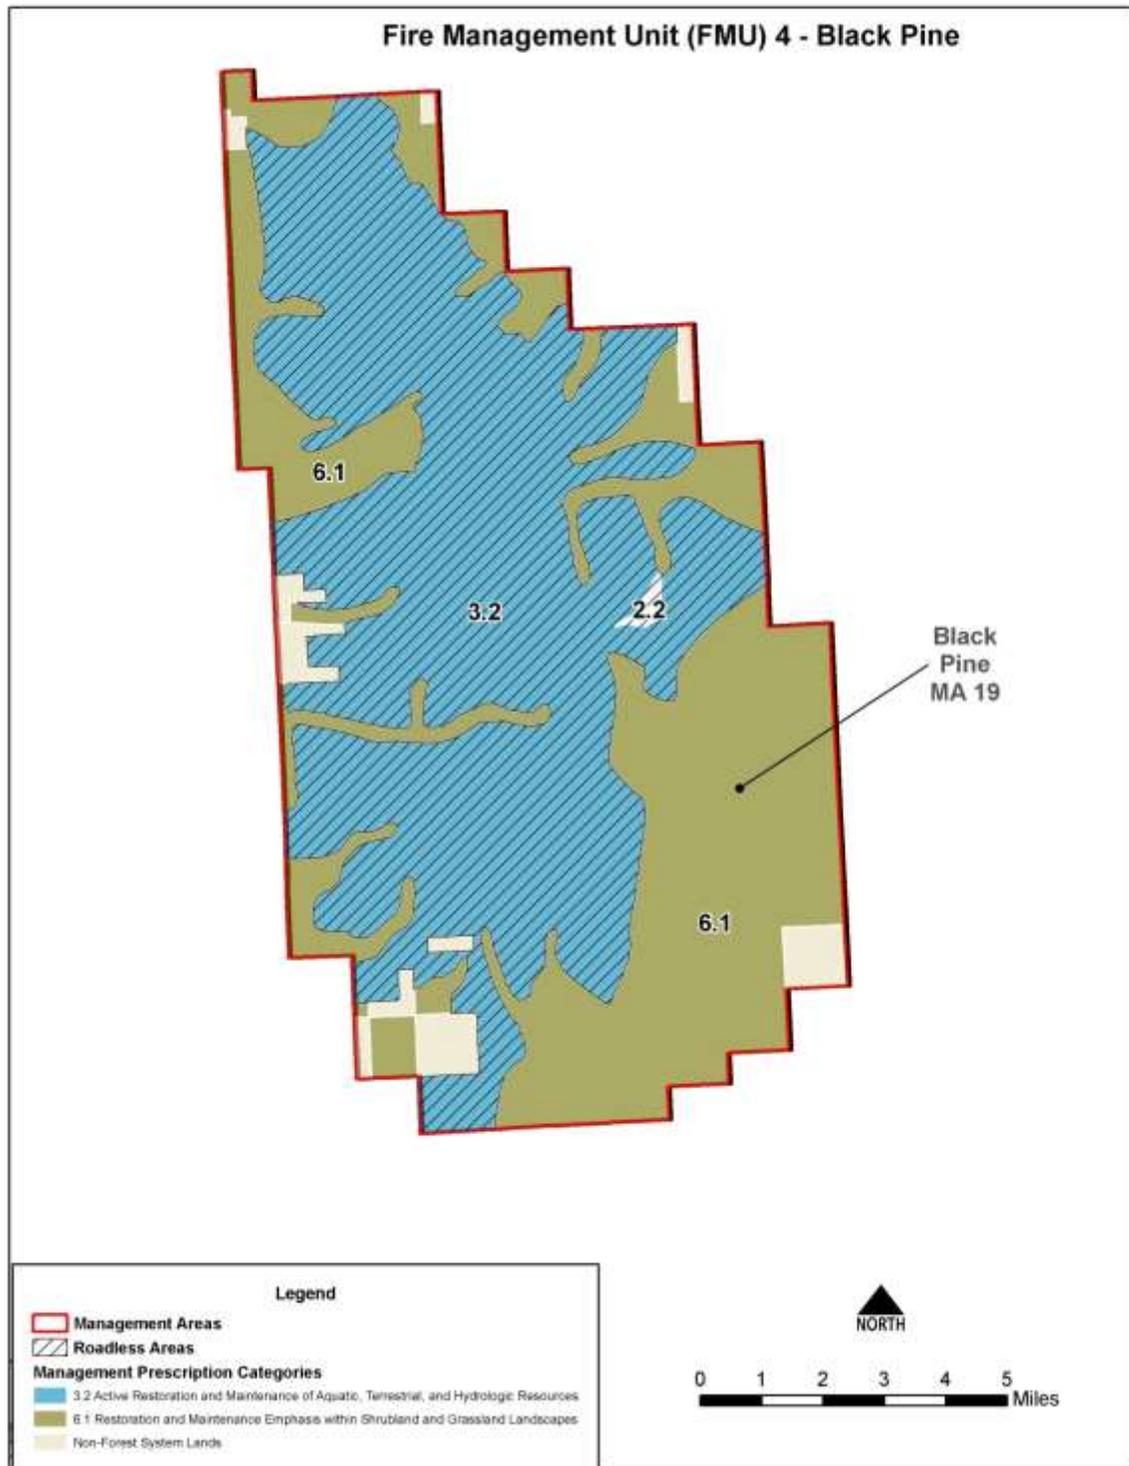 Fire Management Unit (FMU) 4 - Black Pine
6.1
3.2
2.2
Black
Pine
MA 19
6.1
Legend
Management Areas
Roadless Areas
Management Prescription Categories
3.2 Active Restoration and Maintenance of Aquatic, Terrestrial, and Hydrologic Resources
6.1 Restoration and Maintenance Emphasis within Shrubland and Grassland Landscapes
Non-Forest System Lands
NORTH
0 1 2 3 4 5
Miles